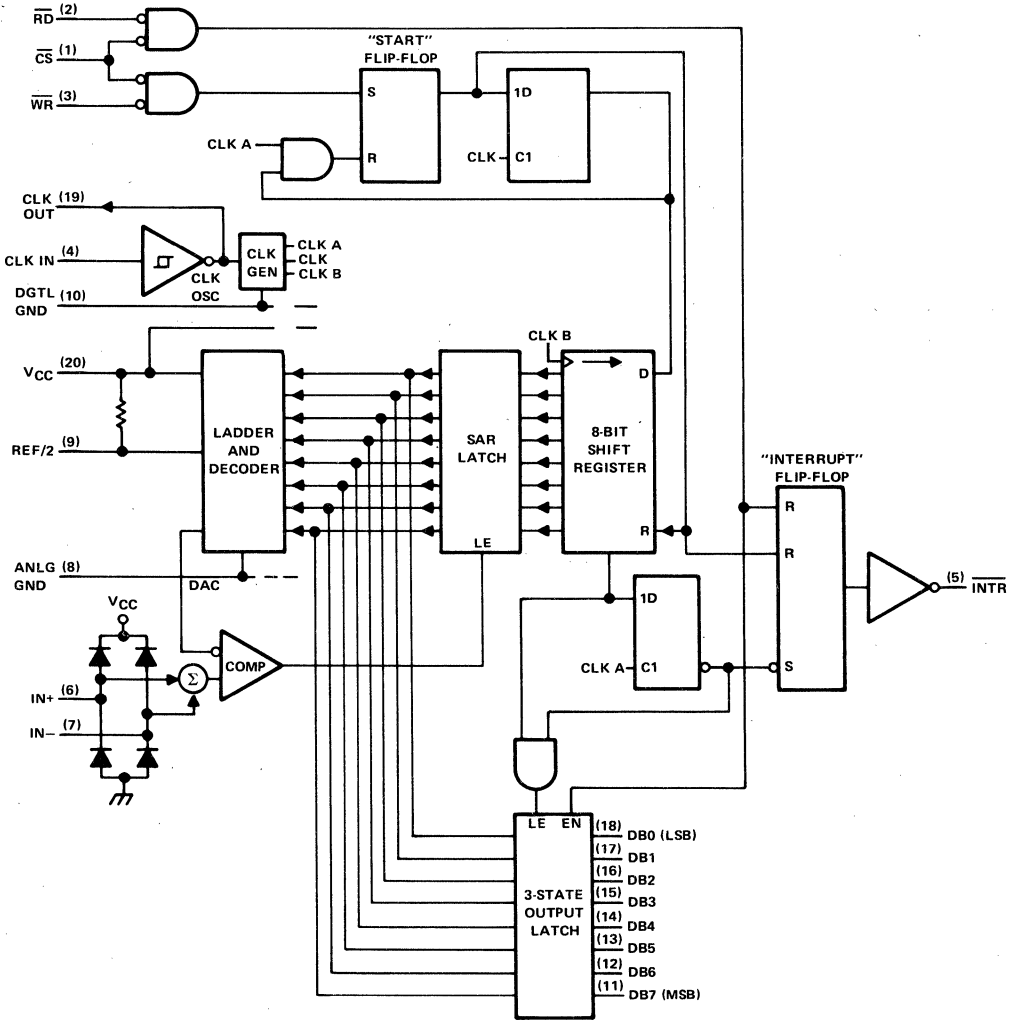 RD (2)
CS (1)
WR (3)
"START"
FLIP-FLOP
S
R
1D
CLK
C1
CLK A
CLK (19)
OUT
CLK IN (4)
CLK
OSC
CLK
GEN
CLK A
CLK
CLK B
DGTL (10)
GND
VCC (20)
REF/2 (9)
LADDER
AND
DECODER
SAR
LATCH
LE
CLK B
D
8-BIT
SHIFT
REGISTER
R
"INTERRUPT"
FLIP-FLOP
R
R
S
(5) INTR
ANLG (8)
GND
DAC
VCC
COMP
Σ
IN+ (6)
IN– (7)
1D
CLK A
C1
LE EN
3-STATE
OUTPUT
LATCH
(18) DB0 (LSB)
(17) DB1
(16) DB2
(15) DB3
(14) DB4
(13) DB5
(12) DB6
(11) DB7 (MSB)